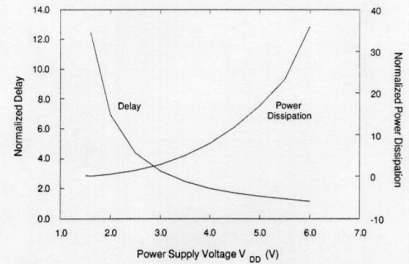 14.0
12.0
10.0
8.0
6.0
4.0
2.0
0.0
Normalized Delay
Delay
Power
Dissipation
40
30
20
10
0
-10
Normalized Power Dissipation
1.0 2.0 3.0 4.0 5.0 6.0 7.0
Power Supply Voltage V DD (V)